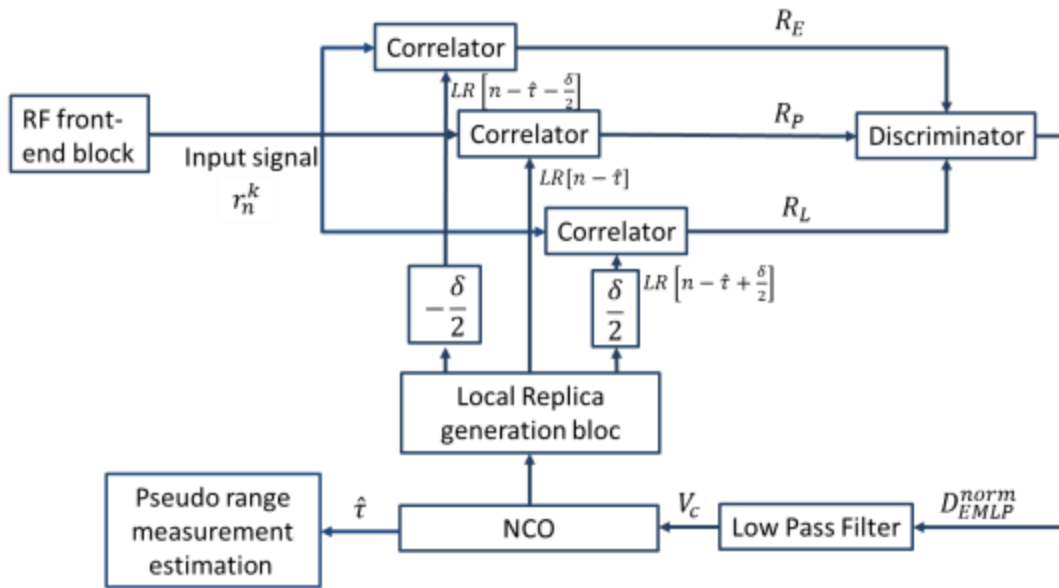 R_E
Correlator
LR [n − τ̂ − δ/2]
RF front-
end block
Correlator
R_P
Discriminator
Input signal
r_n^k
LR[n − τ̂]
R_L
Correlator
LR [n − τ̂ + δ/2]
−δ/2
δ/2
Local Replica
generation bloc
Pseudo range
measurement
estimation
τ̂
NCO
V_c
Low Pass Filter
D_EMLP^norm